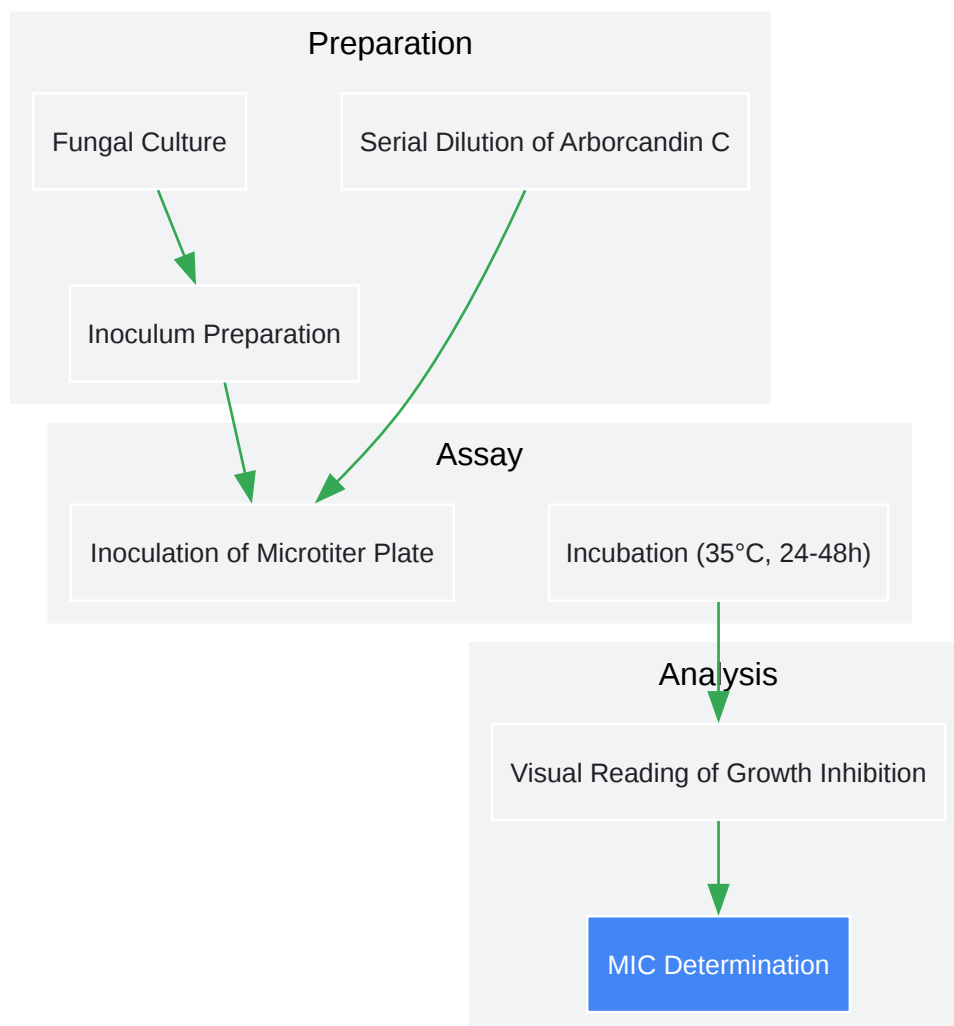 Preparation
Fungal Culture
Serial Dilution of Arborcandin C
Inoculum Preparation
Assay
Inoculation of Microtiter Plate
Incubation (35°C, 24-48h)
Analysis
Visual Reading of Growth Inhibition
MIC Determination